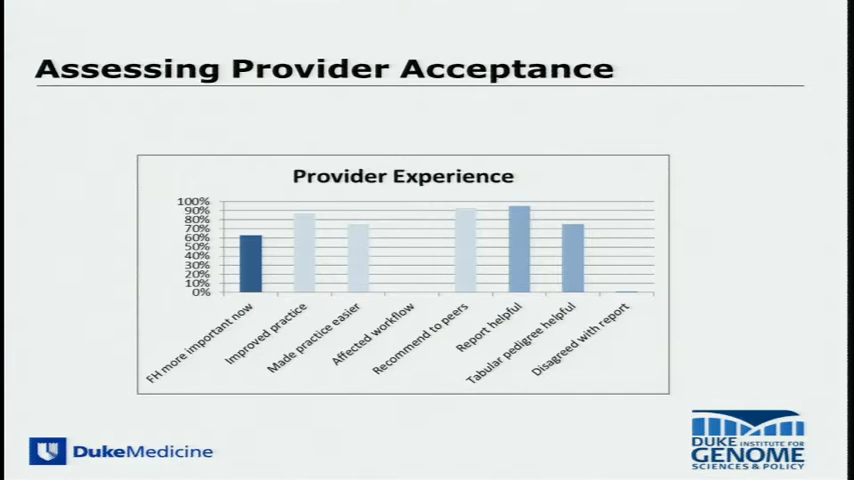 Assessing Provider Acceptance
Provider Experience
100%
90%
80%
70%
60%
50%
40%
30%
20%
10%
0%
FH more important now
Improved practice
Made practice easier
Affected workflow
Recommend to peers
Report helpful
Tabular pedigree helpful
Disagreed with report
DukeMedicine
DUKE INSTITUTE FOR
GENOME
SCIENCES & POLICY